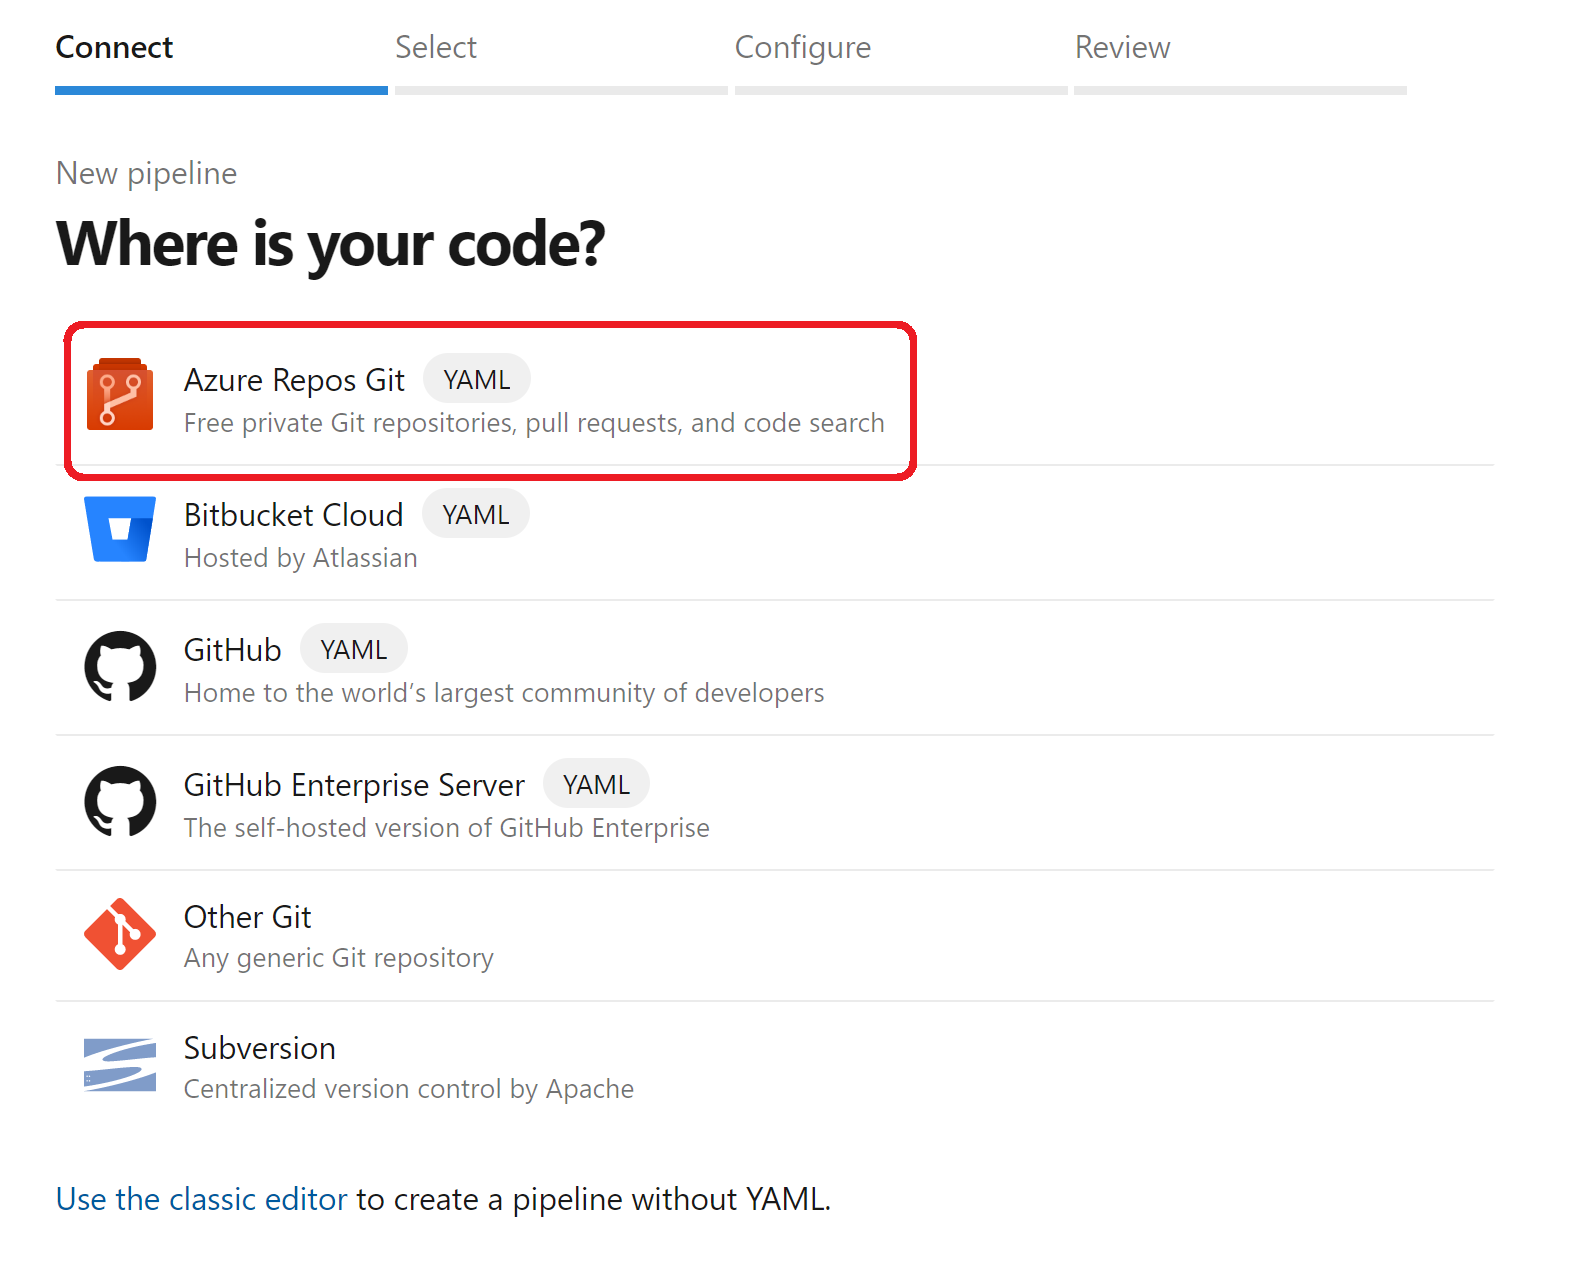 Connect Select Configure Review
New pipeline
Where is your code?
Azure Repos Git YAML
Free private Git repositories, pull requests, and code search
Bitbucket Cloud YAML
Hosted by Atlassian
GitHub YAML
Home to the world’s largest community of developers
GitHub Enterprise Server YAML
The self-hosted version of GitHub Enterprise
Other Git
Any generic Git repository
Subversion
Centralized version control by Apache
Use the classic editor to create a pipeline without YAML.